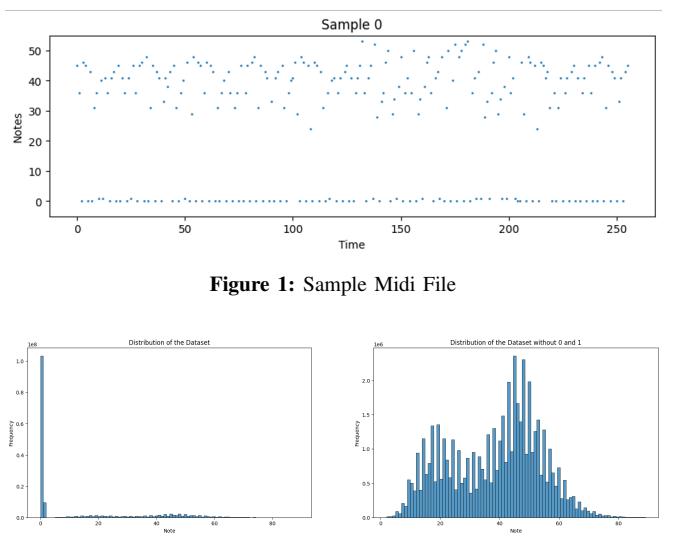 Sample 0
Notes
50
40
30
20
10
0
0 50 100 150 200 250
Time
Figure 1: Sample Midi File
Distribution of the Dataset
1e8
Frequency
1.0
0.8
0.6
0.4
0.2
0.0
0 20 40 60 80
Note
Distribution of the Dataset without 0 and 1
1e6
Frequency
2.0
1.5
1.0
0.5
0.0
0 20 40 60 80
Note